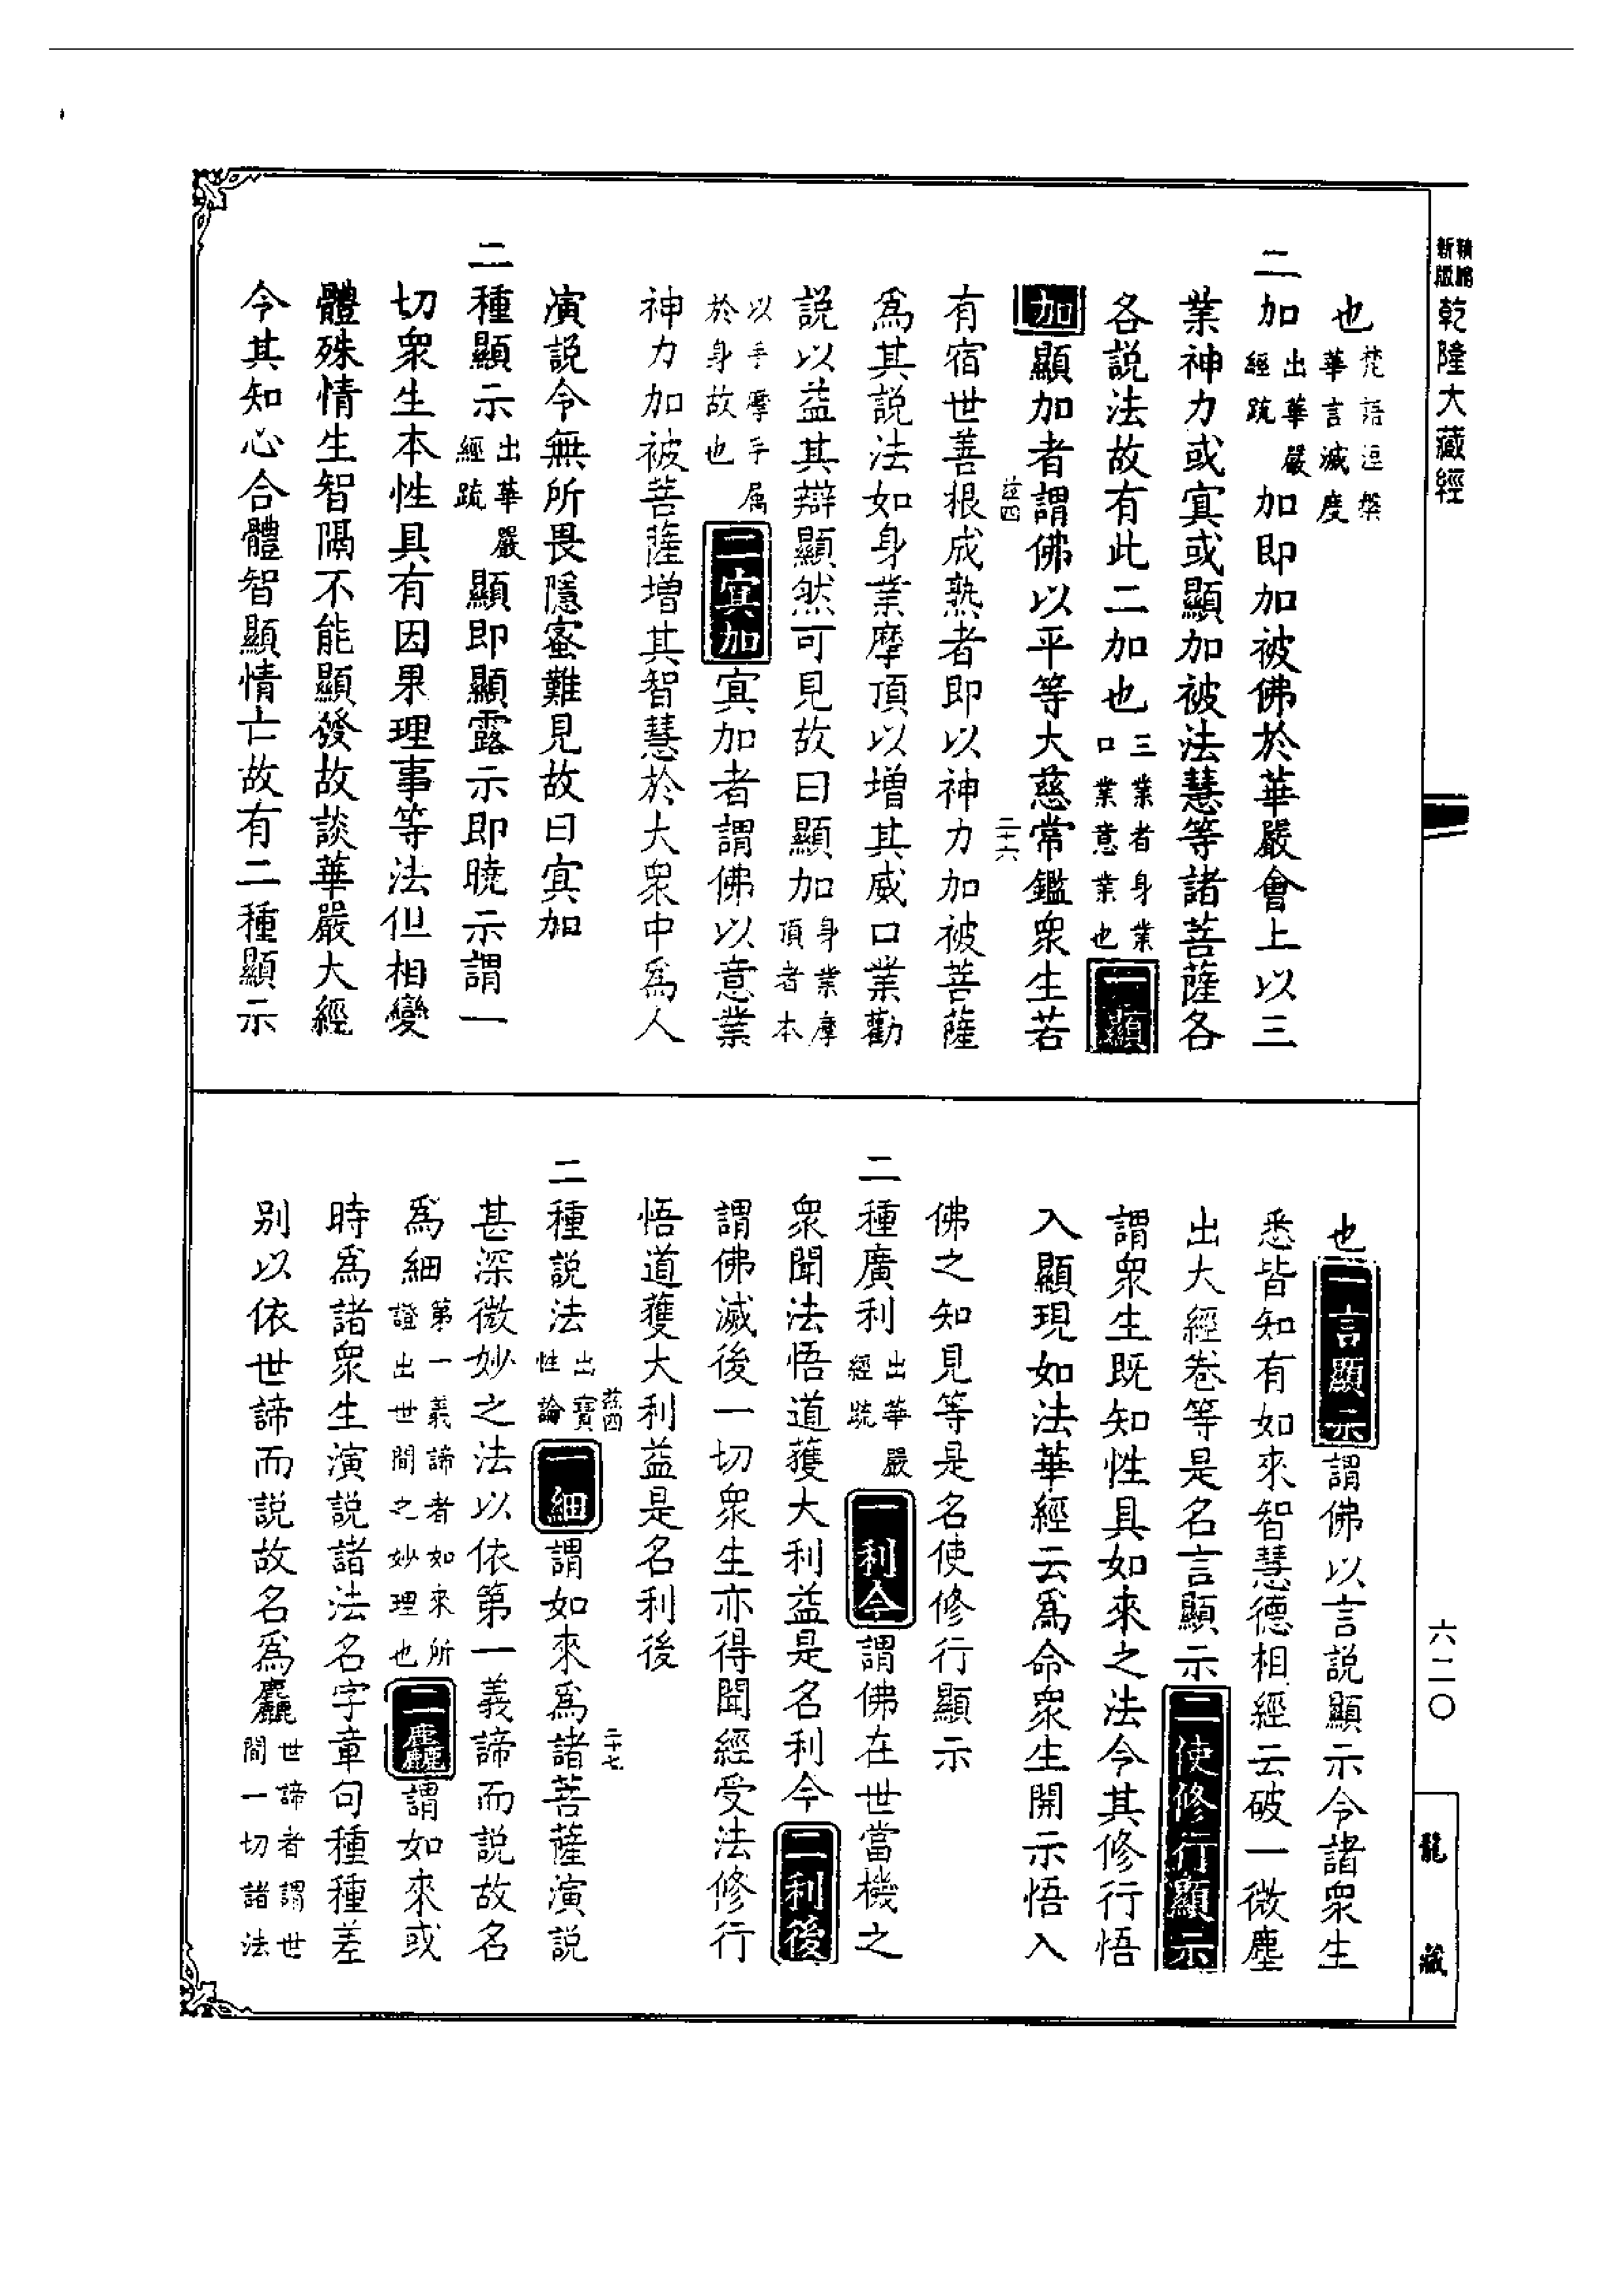 精縮
新版
乾隆大藏經
也梵語涅槃
華言滅度
二加出華嚴
經疏加即加被佛於華嚴會上以三
業神力或㝠或顯加被法慧等諸菩薩各
各說法故有此二加也三業者身業
口業意業也一顯
加顯加者謂佛以平等大慈常鑑衆生若
茲四
二十六
有宿世善根成熟者即以神力加被菩薩
爲其說法如身業摩頂以增其威口業勸
說以益其辯顯然可見故曰顯加身業摩
頂者本
以手摩手属
於身故也二㝠加㝠加者謂佛以意業
神力加被菩薩增其智慧於大衆中爲人
演說令無所畏隱宻難見故曰㝠加
二種顯示出華嚴
經疏顯即顯露示即曉示謂一
切衆生本性具有因果理事等法但相變
體殊情生智隔不能顯發故談華嚴大經
令其知心合體智顯情亡故有二種顯示
也一言顯示謂佛以言說顯示令諸衆生
悉皆知有如來智慧德相經云破一微塵
出大經卷等是名言顯示二使修行顯示
謂衆生既知性具如來之法令其修行悟
入顯現如法華經云爲命衆生開示悟入
佛之知見等是名使修行顯示
二種廣利出華嚴
經疏一利今謂佛在世當機之
衆聞法悟道獲大利益是名利今二利後
謂佛滅後一切衆生亦得聞經受法修行
悟道獲大利益是名利後
茲四
二十七
二種說法出寶
性論一細謂如來爲諸菩薩演說
甚深微妙之法以依第一義諦而說故名
爲細第一義諦者如來所
證出世間之妙理也二麤謂如來或
時爲諸衆生演說諸法名字章句種種差
別以依世諦而說故名爲麤世諦者謂世
間一切諸法
六二〇
龍藏